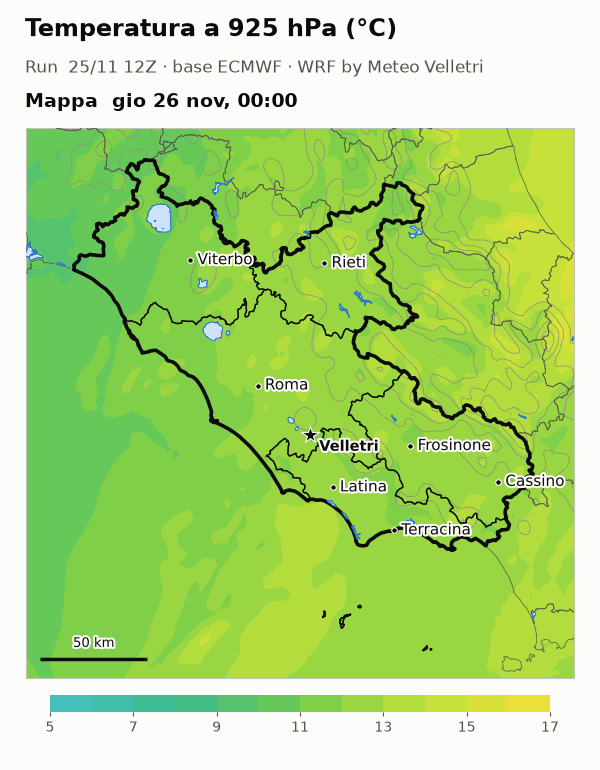 Temperatura a 925 hPa (°C)
Run  25/11 12Z · base ECMWF · WRF by Meteo Velletri
Mappa  gio 26 nov, 00:00
Viterbo
Rieti
Roma
Velletri
Frosinone
Cassino
Latina
Terracina
50 km
5 7 9 11 13 15 17